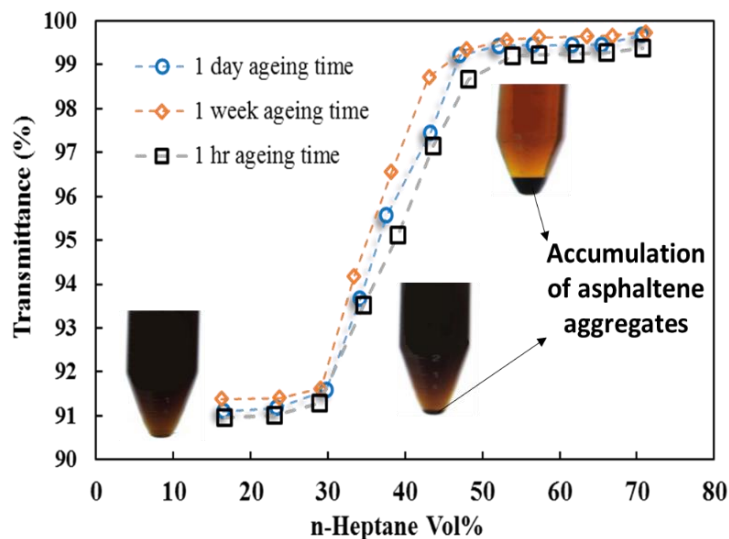 100
99
98
97
96
95
94
93
92
91
90
Transmittance (%)
1 day ageing time
1 week ageing time
1 hr ageing time
Accumulation
of asphaltene
aggregates
0 10 20 30 40 50 60 70 80
n-Heptane Vol%